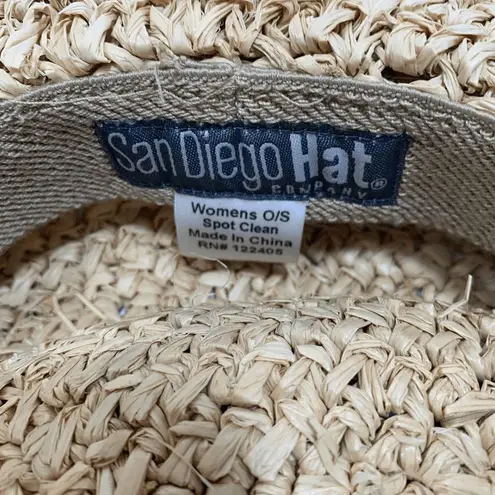 San Diego Hat
COMPANY®
Womens O/S
Spot Clean
Made In China
RN# 122405